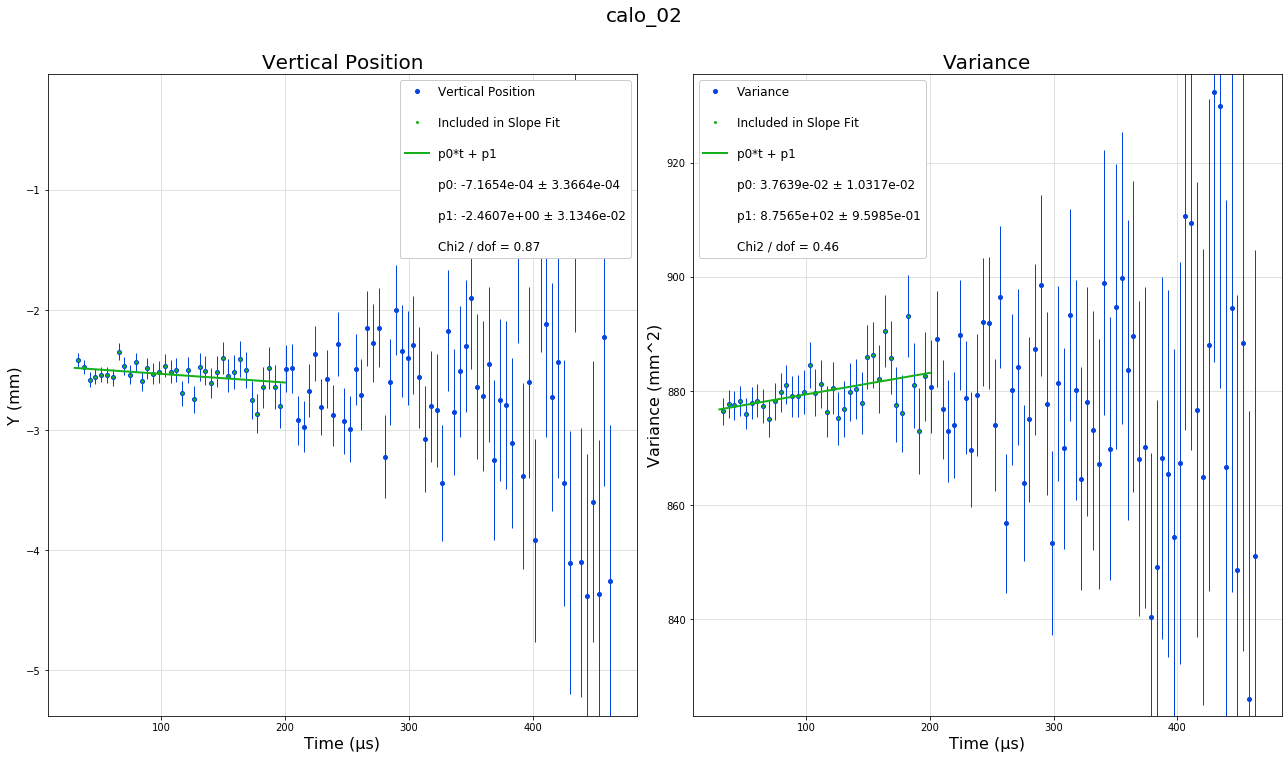 calo_02
Vertical Position
Vertical Position
Included in Slope Fit
p0*t + p1
p0: -7.1654e-04 ± 3.3664e-04
p1: -2.4607e+00 ± 3.1346e-02
Chi2 / dof = 0.87
−1
−2
−3
−4
−5
Y (mm)
100
200
300
400
Time (μs)
Variance
Variance
Included in Slope Fit
p0*t + p1
p0: 3.7639e-02 ± 1.0317e-02
p1: 8.7565e+02 ± 9.5985e-01
Chi2 / dof = 0.46
920
900
880
860
840
Variance (mm^2)
100
200
300
400
Time (μs)